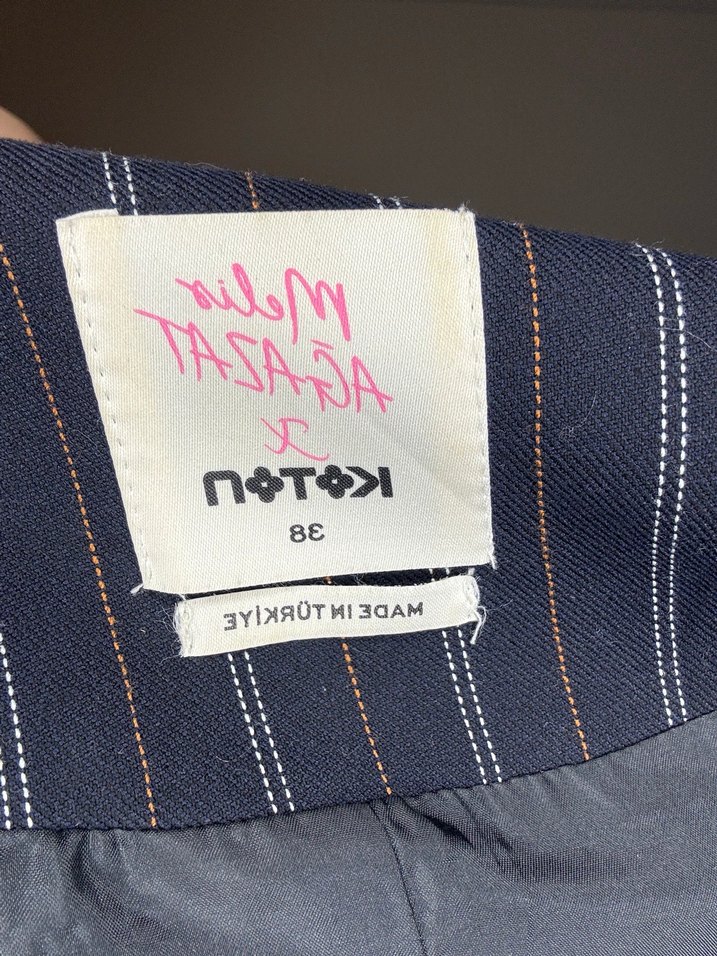 Melis
AĞAZAT
x
KOTON
38
MADE IN TÜRKİYE